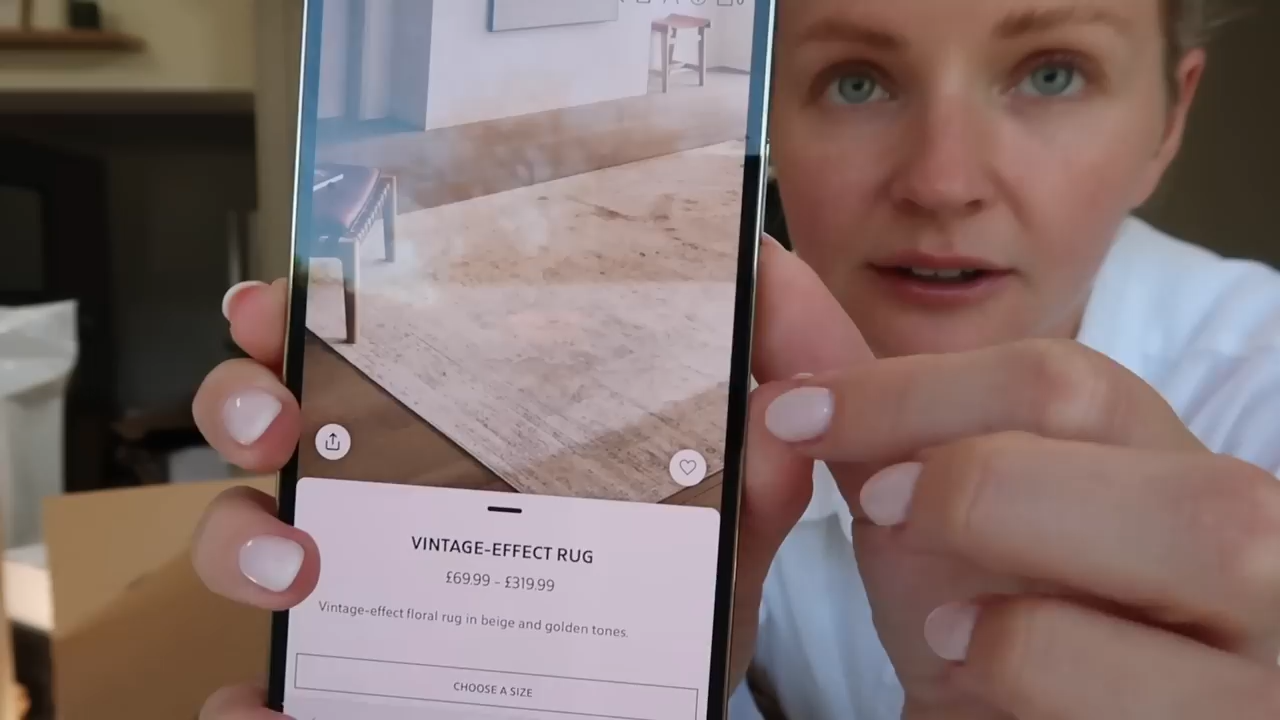 VINTAGE-EFFECT RUG
£69.99 - £319.99
Vintage-effect floral rug in beige and golden tones.
CHOOSE A SIZE